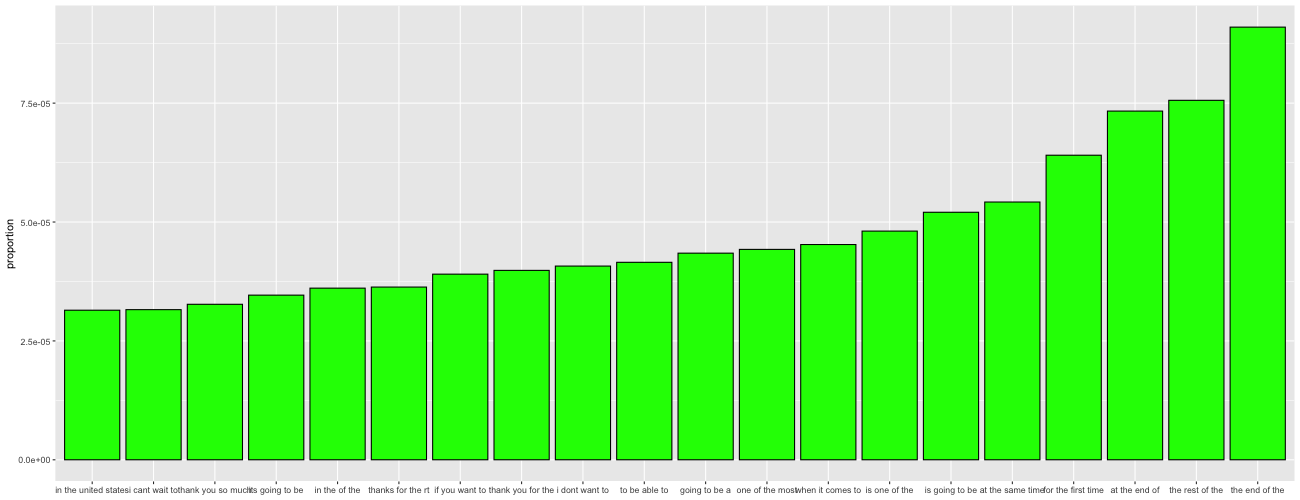 7.5e-05
5.0e-05
proportion
2.5e-05
0.0e+00
in the united states
i cant wait to
thank you so much
its going to be
in the of the
thanks for the rt
if you want to
thank you for the
i dont want to
to be able to
going to be a
one of the most
when it comes to
is one of the
is going to be
at the same time
for the first time
at the end of
the rest of the
the end of the